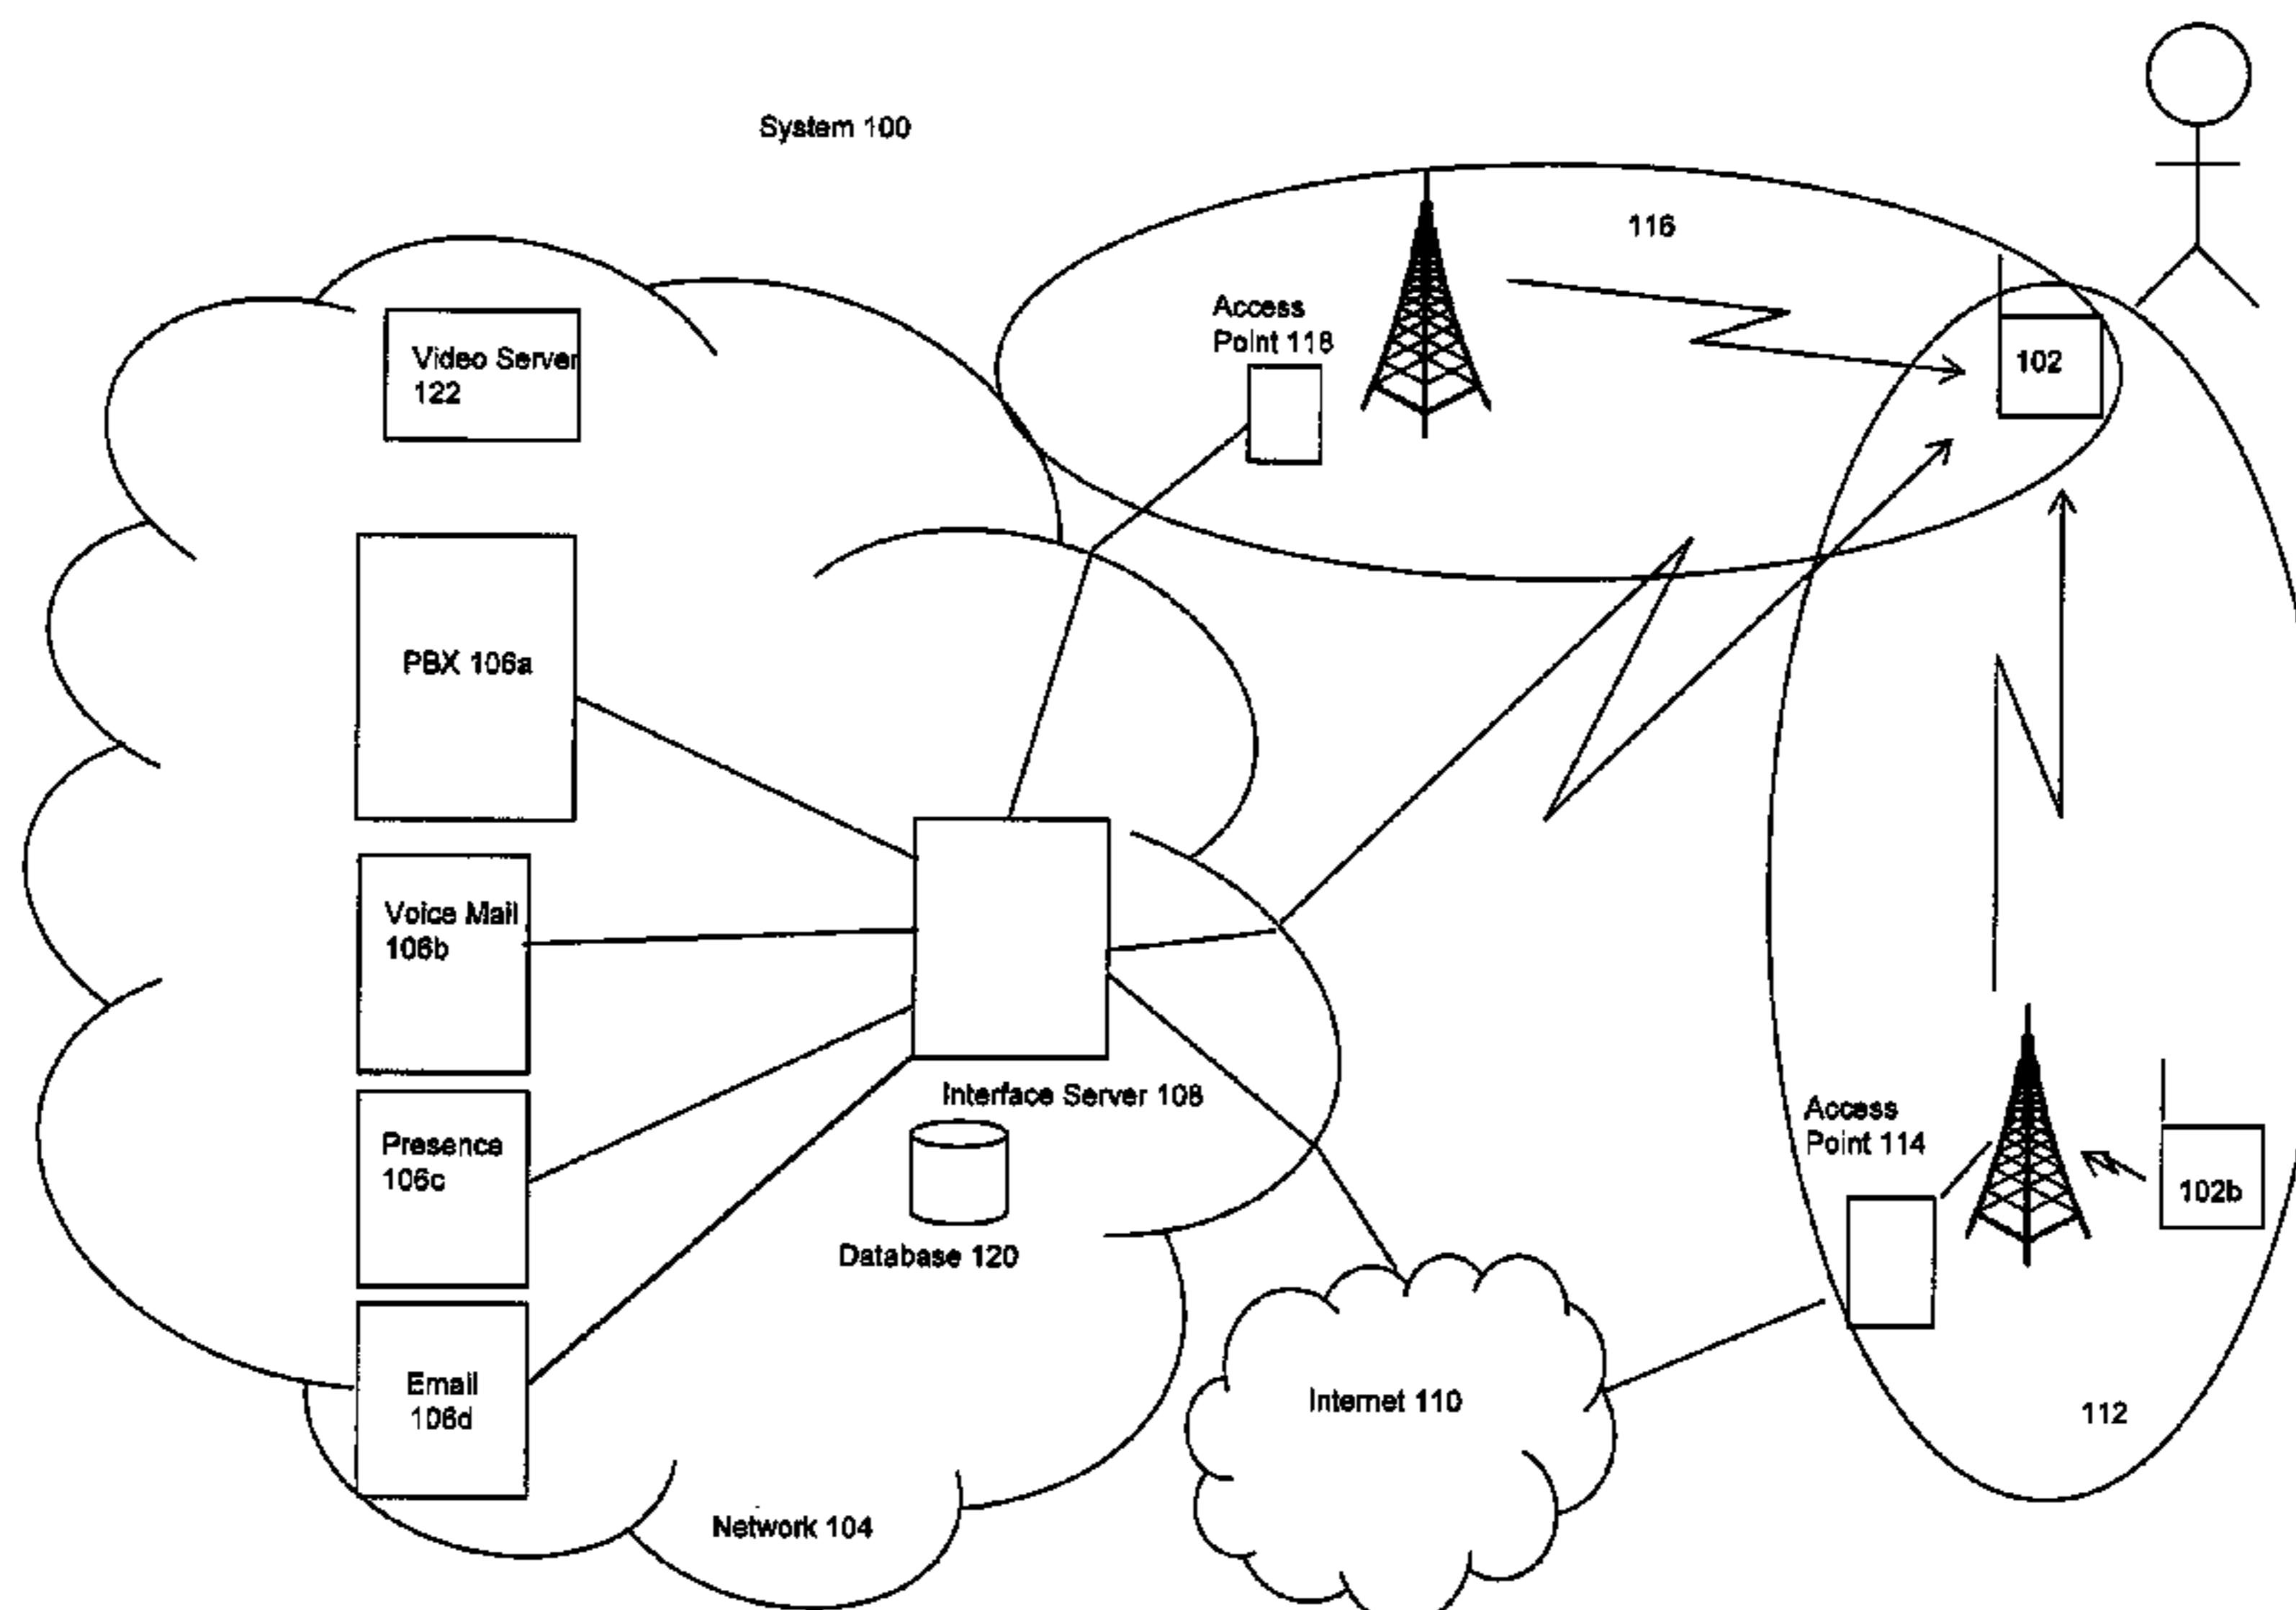 System 100
116
Access
Point 118
102
Video Server
122
PBX 106a
Voice Mail
106b
Interface Server 108
Access
Point 114
Presence
106c
102b
Database 120
Email
106d
Internet 110
112
Network 104